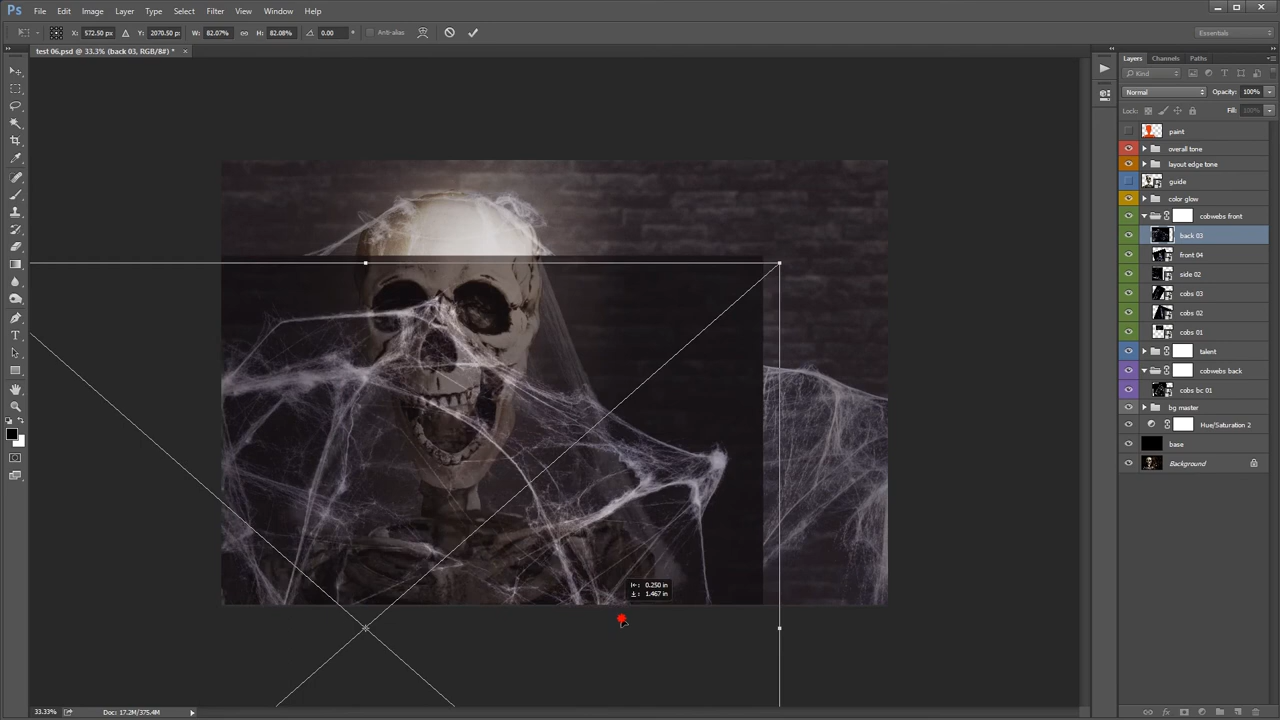 Ps File Edit Image Layer Type Select Filter View Window Help
X: 572.50 px Y: 2070.50 px W: 82.07% H: 82.08% 0.00 ° Anti-alias Essentials
test 06.psd @ 33.3% (back 03, RGB/8#) * ×
Layers Channels Paths
Kind
Normal Opacity: 100%
Lock: Fill: 100%
paint
overall tone
layout edge tone
guide
color glow
cobwebs front
back 03
front 04
side 02
cobs 03
cobs 02
cobs 01
talent
cobwebs back
cobs bc 01
bg master
Hue/Saturation 2
base
Background
0.250 in
1.467 in
33.33% Doc: 17.2M/375.4M